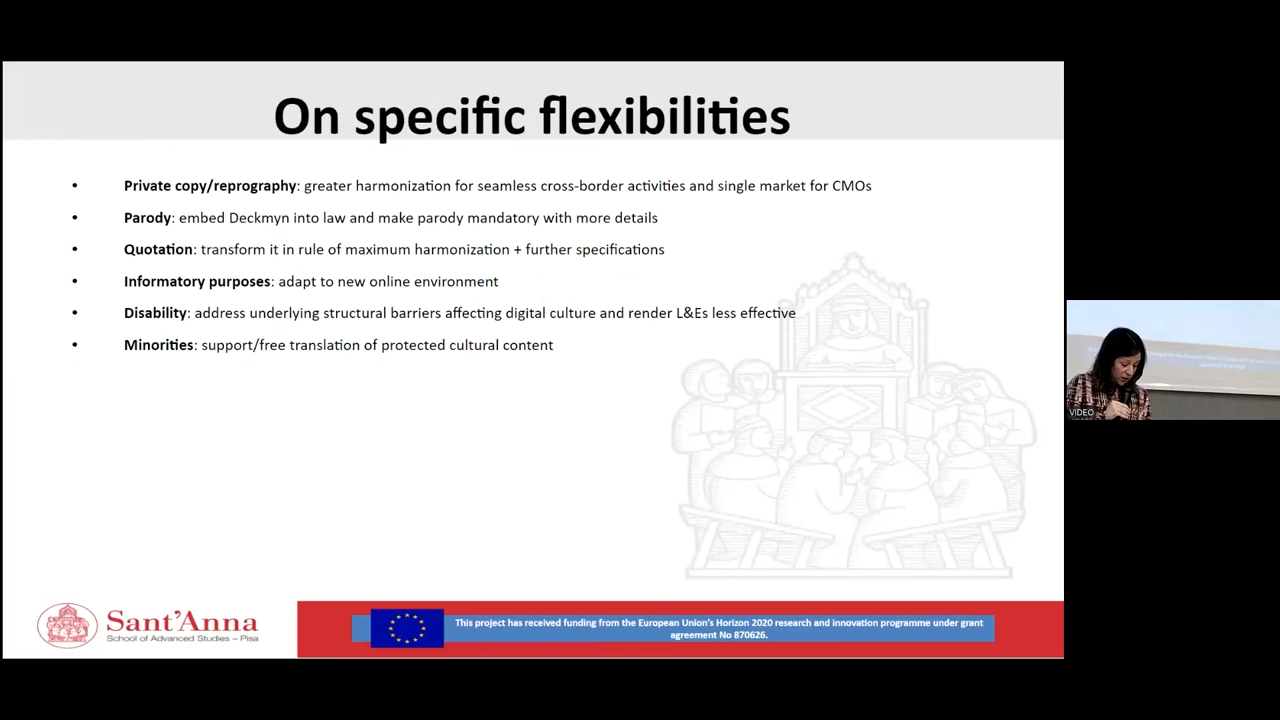 On specific flexibilities
• Private copy/reprography: greater harmonization for seamless cross-border activities and single market for CMOs
• Parody: embed Deckmyn into law and make parody mandatory with more details
• Quotation: transform it in rule of maximum harmonization + further specifications
• Informatory purposes: adapt to new online environment
• Disability: address underlying structural barriers affecting digital culture and render L&Es less effective
• Minorities: support/free translation of protected cultural content
VIDEO
Sant'Anna
School of Advanced Studies – Pisa
This project has received funding from the European Union's Horizon 2020 research and innovation programme under grant
agreement No 870626.